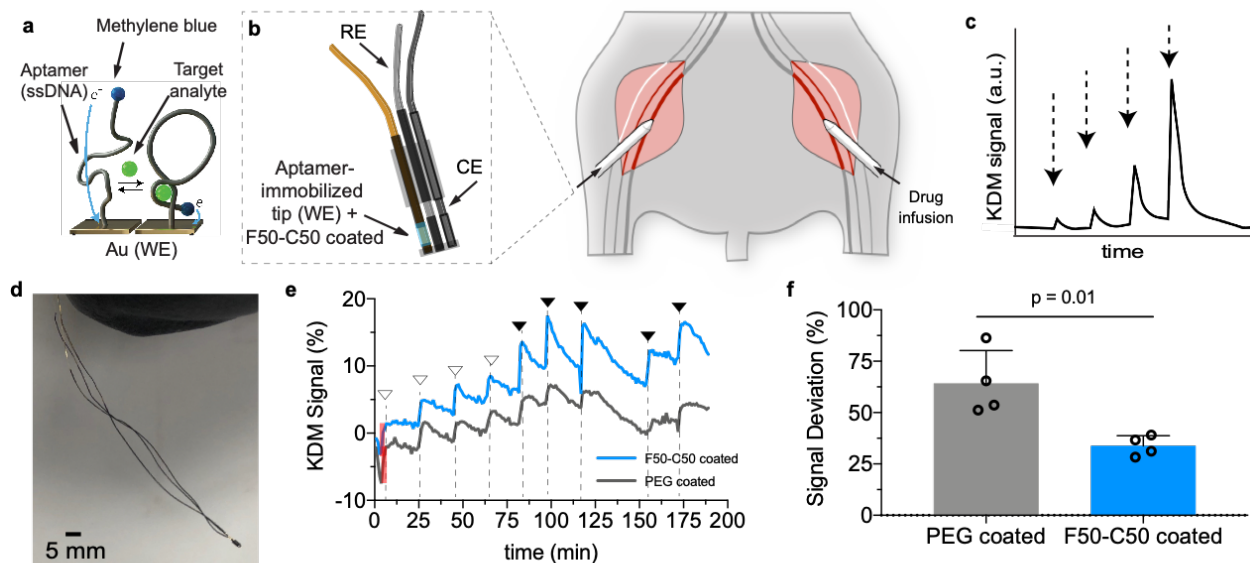 a
Methylene blue
Aptamer
(ssDNA)
Target
analyte
e-
e
Au (WE)
b
RE
CE
Aptamer-
immobilized
tip (WE) +
F50-C50 coated
Drug
infusion
c
KDM signal (a.u.)
time
d
5 mm
e
KDM Signal (%)
20
10
0
-10
0 25 50 75 100 125 150 175 200
F50-C50 coated
PEG coated
time (min)
f
p = 0.01
Signal Deviation (%)
100
75
50
25
0
PEG coated F50-C50 coated